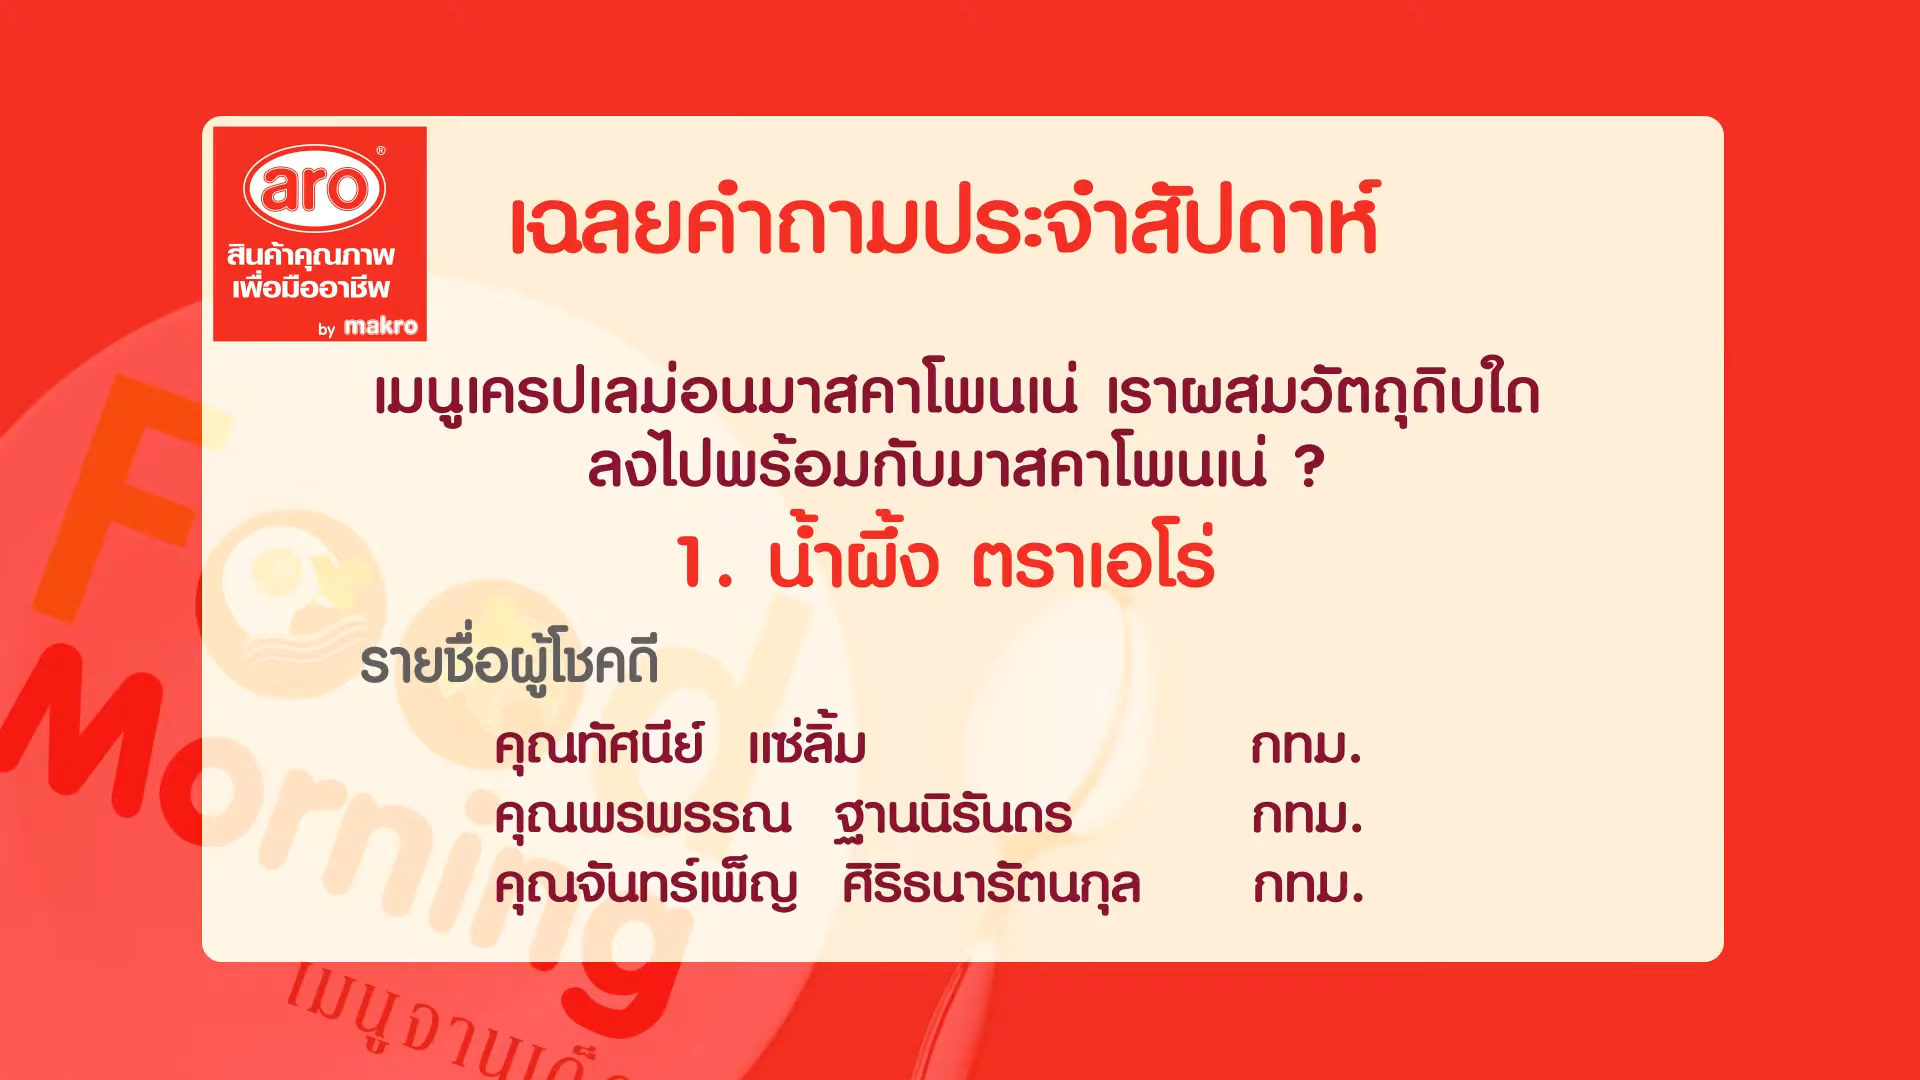 aro ®
สินค้าคุณภาพ
เพื่อมืออาชีพ
by makro
เฉลยคำถามประจำสัปดาห์
เมนูเครปเลม่อนมาสคาโพนเน่ เราผสมวัตถุดิบใด
ลงไปพร้อมกับมาสคาโพนเน่ ?
1. น้ำผึ้ง ตราเอโร่
รายชื่อผู้โชคดี
คุณทัศนีย์ แซ่ลิ้ม กทม.
คุณพรพรรณ ฐานนิรันดร กทม.
คุณจันทร์เพ็ญ ศิริธนารัตนกุล กทม.
Food
Morning
เมนูจานเด็